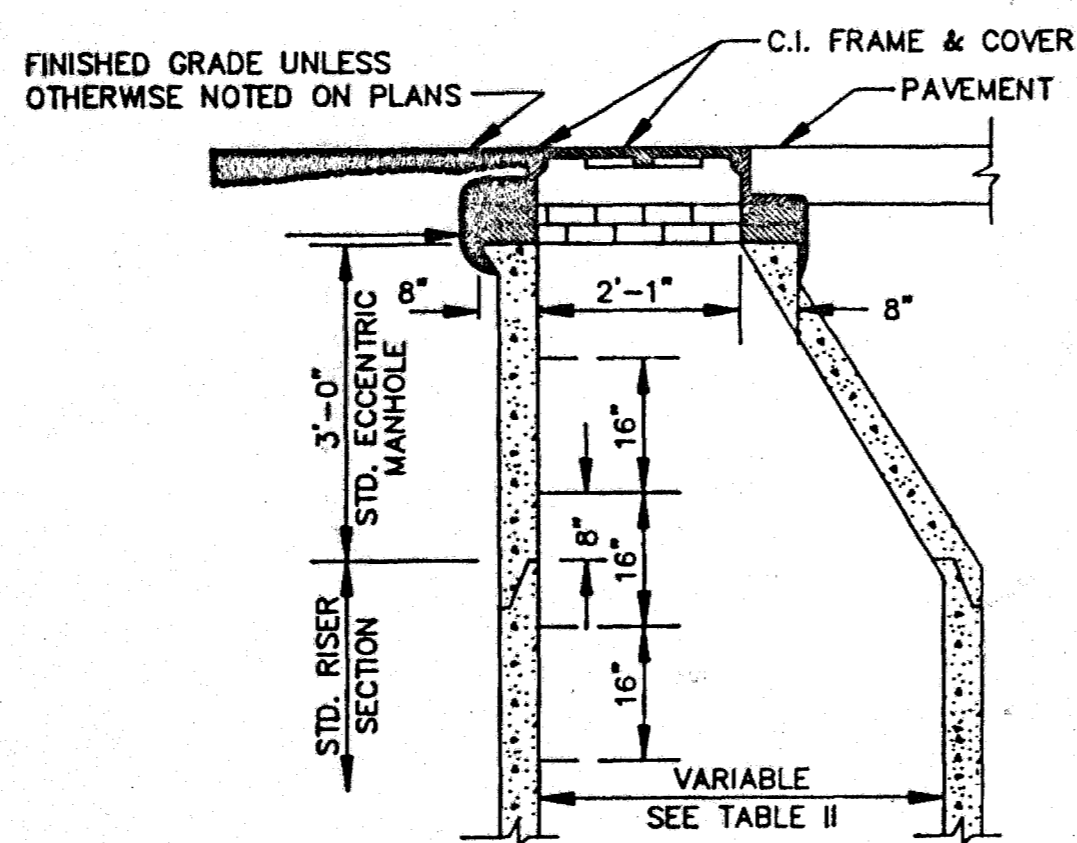 FINISHED GRADE UNLESS
OTHERWISE NOTED ON PLANS
C.I. FRAME & COVER
PAVEMENT
8"
2'-1"
8"
3'-0"
STD. ECCENTRIC
MANHOLE
16"
8"
16"
16"
STD. RISER
SECTION
VARIABLE
SEE TABLE II